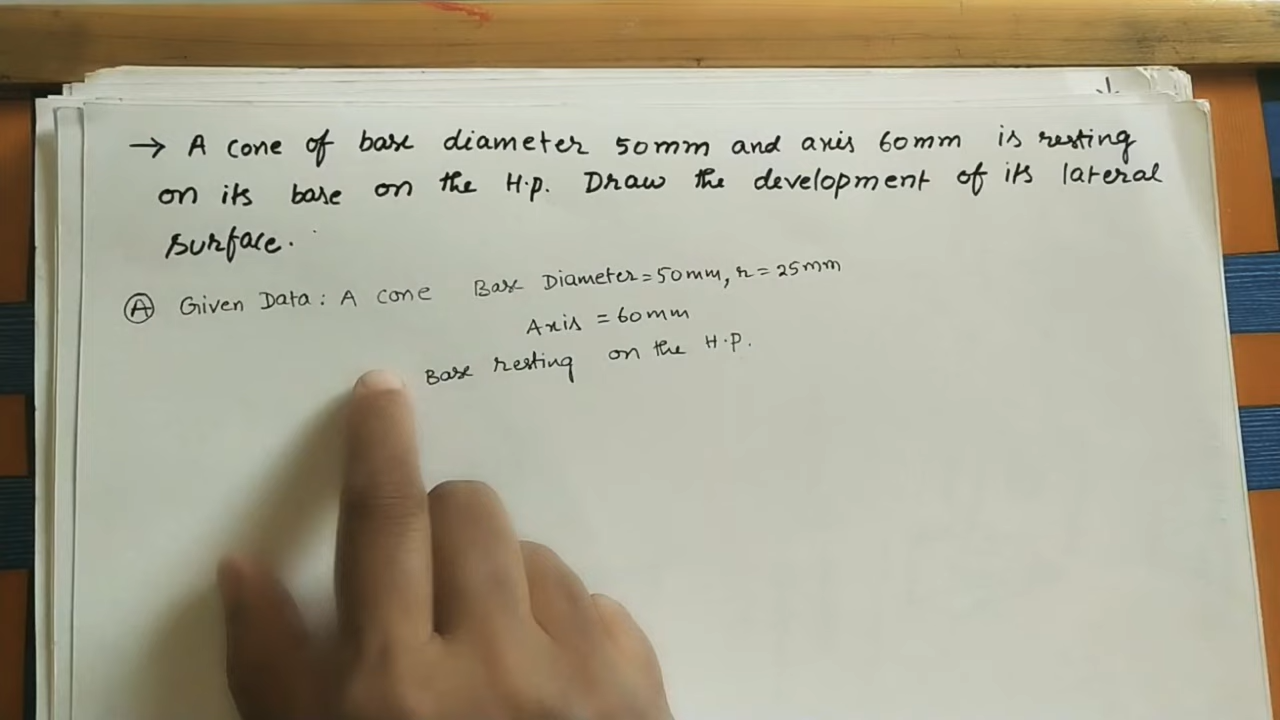 → A cone of base diameter 50mm and axis 60mm is resting
on its base on the H.p. Draw the development of its lateral
surface.
Ⓐ Given Data: A cone Base Diameter=50mm, r=25mm
Axis = 60mm
Base resting on the H.P.